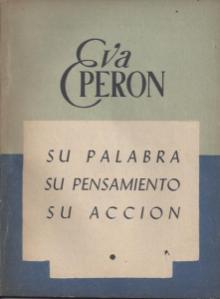 Eva
PERON
SU PALABRA
SU PENSAMIENTO
SU ACCION